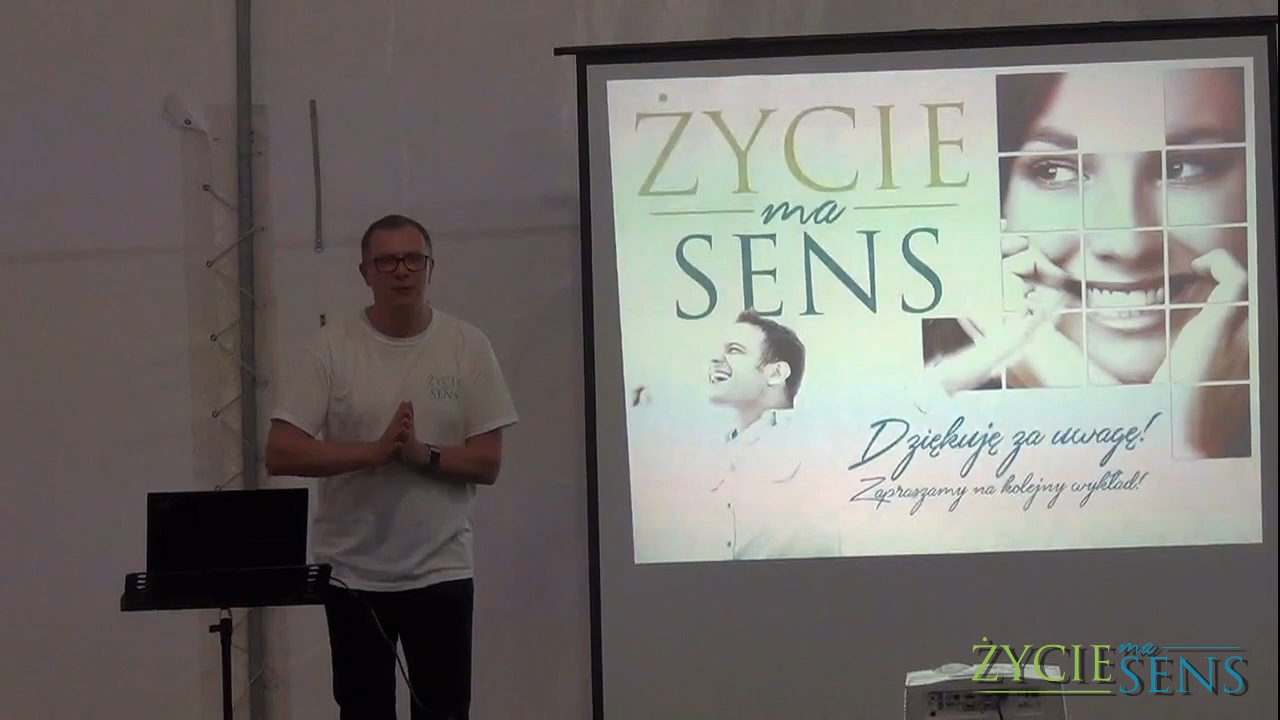 ŻYCIE
ma
SENS
Dziękuję za uwagę!
Zapraszamy na kolejny wykład!
ŻYCIE
SENS
ŻYCIE ma SENS